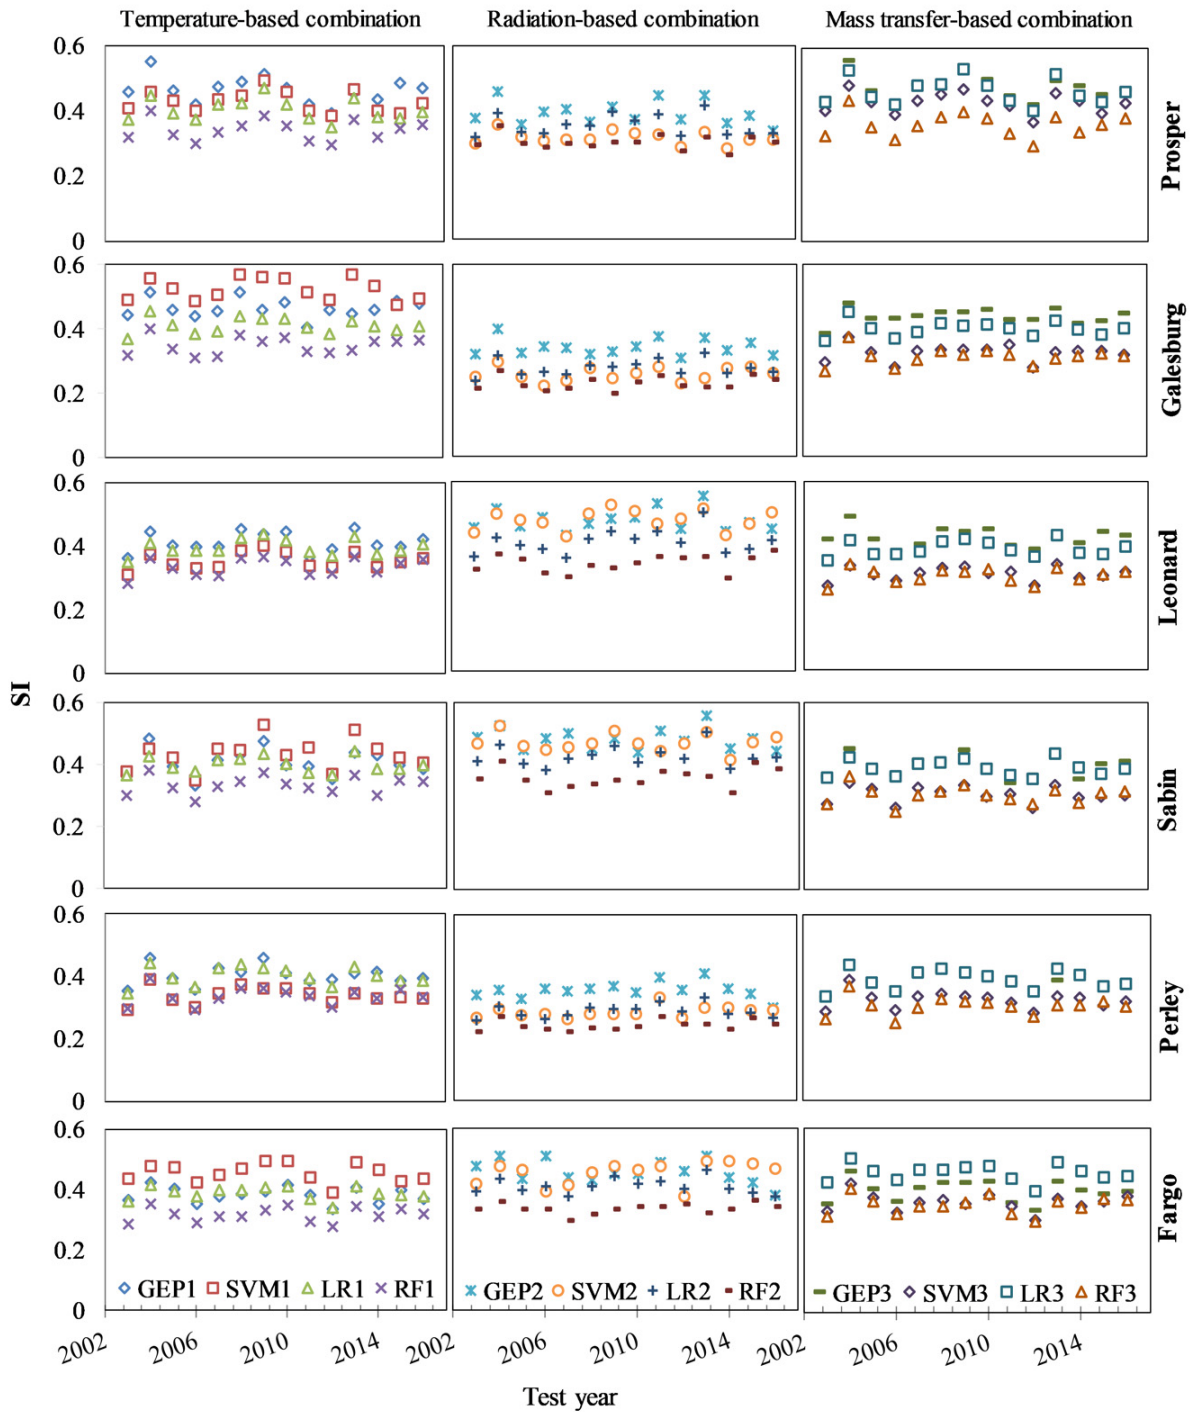 Temperature-based combination Radiation-based combination Mass transfer-based combination
0.6
0.4
0.2
0
Prosper
0.6
0.4
0.2
0
Galesburg
0.6
0.4
0.2
0
Leonard
SI
0.6
0.4
0.2
0
Sabin
0.6
0.4
0.2
0
Perley
0.6
0.4
0.2
0
Fargo
GEP1 SVM1 LR1 RF1
GEP2 SVM2 LR2 RF2
GEP3 SVM3 LR3 RF3
2002 2006 2010 2014 2002 2006 2010 2014 2002 2006 2010 2014
Test year